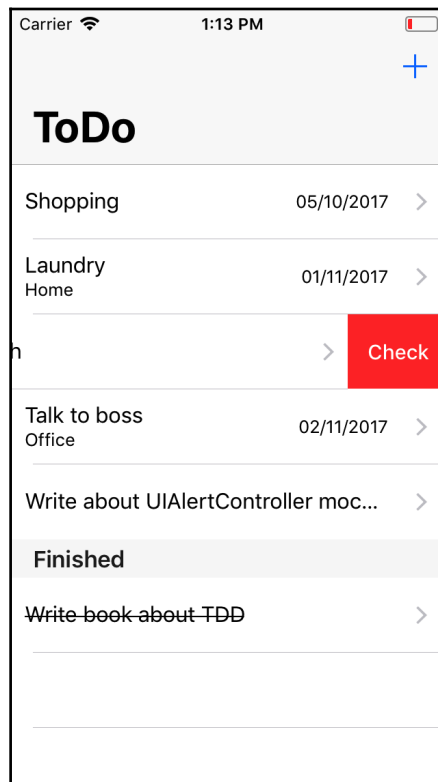 Carrier 1:13 PM
ToDo
Shopping 05/10/2017
Laundry 01/11/2017
Home
h Check
Talk to boss 02/11/2017
Office
Write about UIAlertController moc...
Finished
Write book about TDD